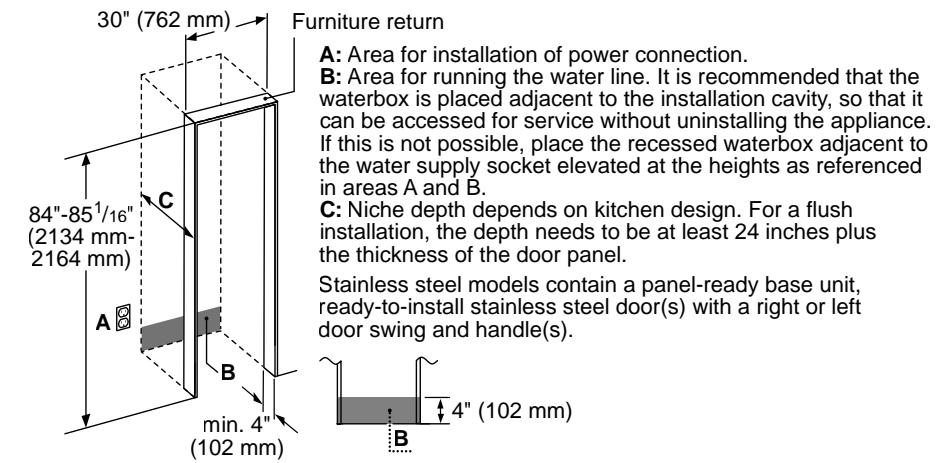 30" (762 mm)
Furniture return
A: Area for installation of power connection.
B: Area for running the water line. It is recommended that the
waterbox is placed adjacent to the installation cavity, so that it
can be accessed for service without uninstalling the appliance.
If this is not possible, place the recessed waterbox adjacent to
the water supply socket elevated at the heights as referenced
in areas A and B.
C: Niche depth depends on kitchen design. For a flush
installation, the depth needs to be at least 24 inches plus
the thickness of the door panel.
Stainless steel models contain a panel-ready base unit,
ready-to-install stainless steel door(s) with a right or left
door swing and handle(s).
C
84"-85 1/16"
(2134 mm-
2164 mm)
A
B
min. 4"
(102 mm)
4" (102 mm)
B